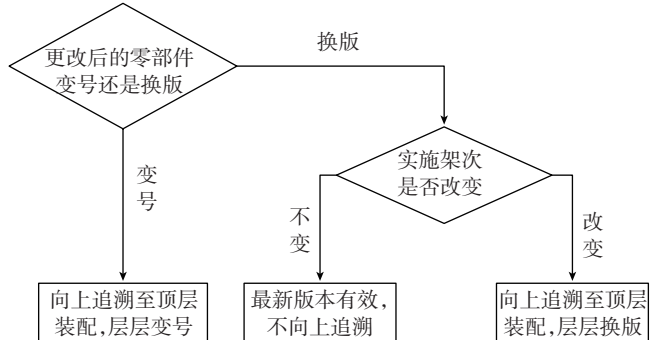 更改后的零部件
变号还是换版
换版
实施架次
是否改变
变号
不变
改变
向上追溯至顶层
装配,层层变号
最新版本有效,
不向上追溯
向上追溯至顶层
装配,层层换版